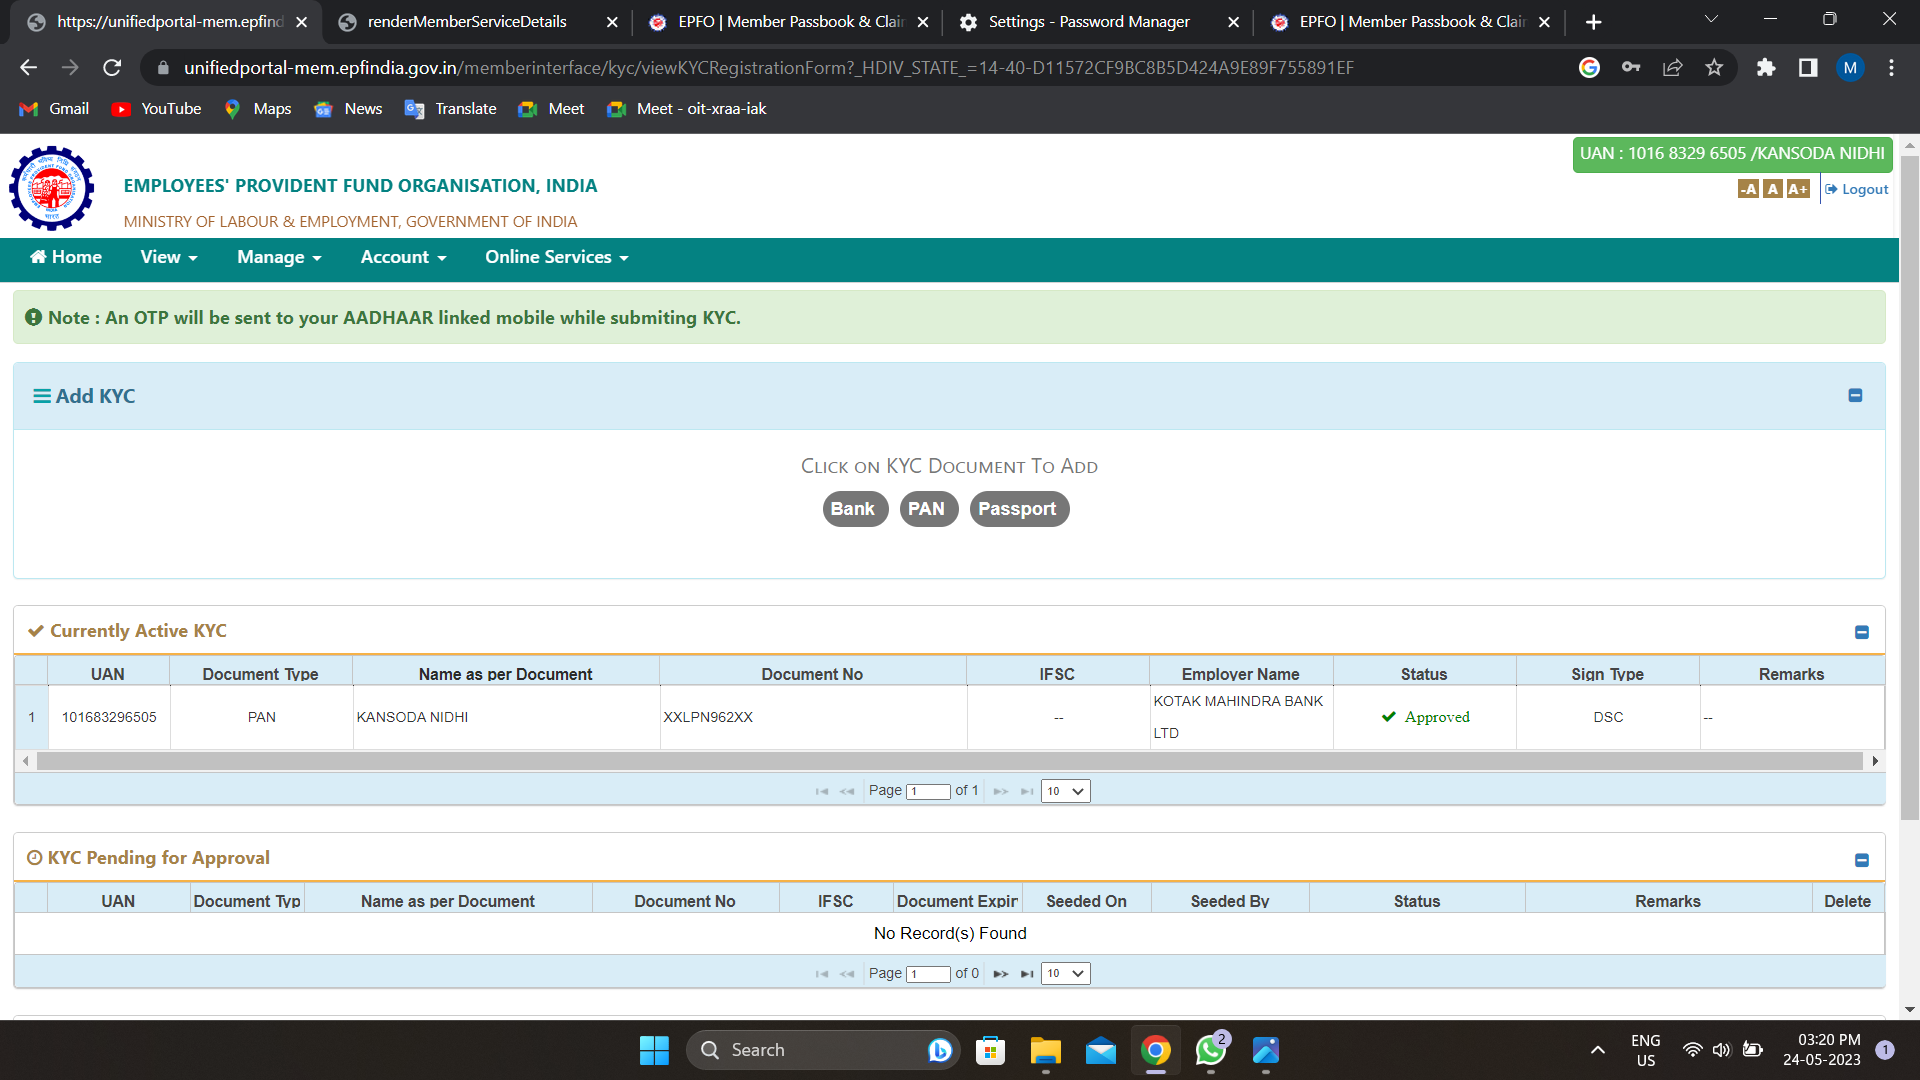 https://unifiedportal-mem.epfind
renderMemberServiceDetails
EPFO | Member Passbook & Clai
Settings - Password Manager
EPFO | Member Passbook & Clai
unifiedportal-mem.epfindia.gov.in/memberinterface/kyc/viewKYCRegistrationForm?_HDIV_STATE_=14-40-D11572CF9BC8B5D424A9E89F755891EF
M
Gmail YouTube Maps News Translate Meet Meet - oit-xraa-iak
UAN : 1016 8329 6505 /KANSODA NIDHI
EMPLOYEES' PROVIDENT FUND ORGANISATION, INDIA
-A A A+ Logout
MINISTRY OF LABOUR & EMPLOYMENT, GOVERNMENT OF INDIA
Home View Manage Account Online Services
Note : An OTP will be sent to your AADHAAR linked mobile while submiting KYC.
Add KYC
CLICK ON KYC DOCUMENT TO ADD
Bank PAN Passport
Currently Active KYC
UAN Document Type Name as per Document Document No IFSC Employer Name Status Sign Type Remarks
1 101683296505 PAN KANSODA NIDHI XXLPN962XX -- KOTAK MAHINDRA BANK LTD Approved DSC --
Page 1 of 1 10
KYC Pending for Approval
UAN Document Typ Name as per Document Document No IFSC Document Expir Seeded On Seeded By Status Remarks Delete
No Record(s) Found
Page 1 of 0 10
Search
2
ENG
US
03:20 PM
24-05-2023
1